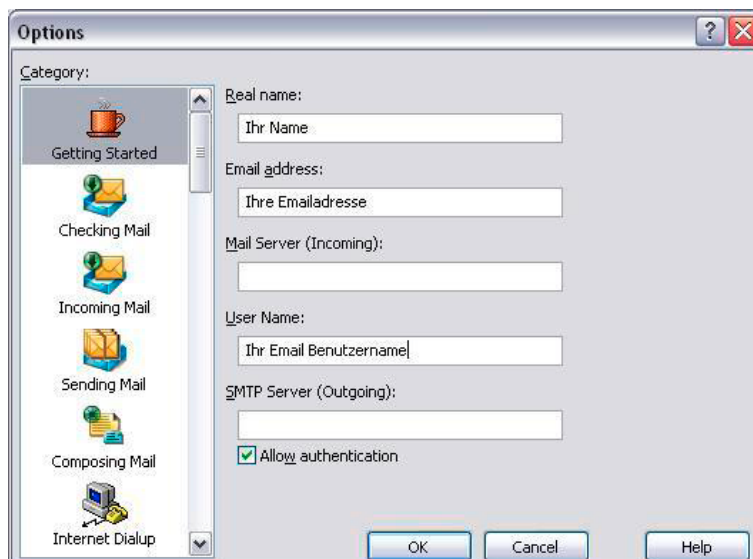 Options
Category:
Getting Started
Checking Mail
Incoming Mail
Sending Mail
Composing Mail
Internet Dialup
Real name:
Ihr Name
Email address:
Ihre Emailadresse
Mail Server (Incoming):
User Name:
Ihr Email Benutzername
SMTP Server (Outgoing):
Allow authentication
OK
Cancel
Help